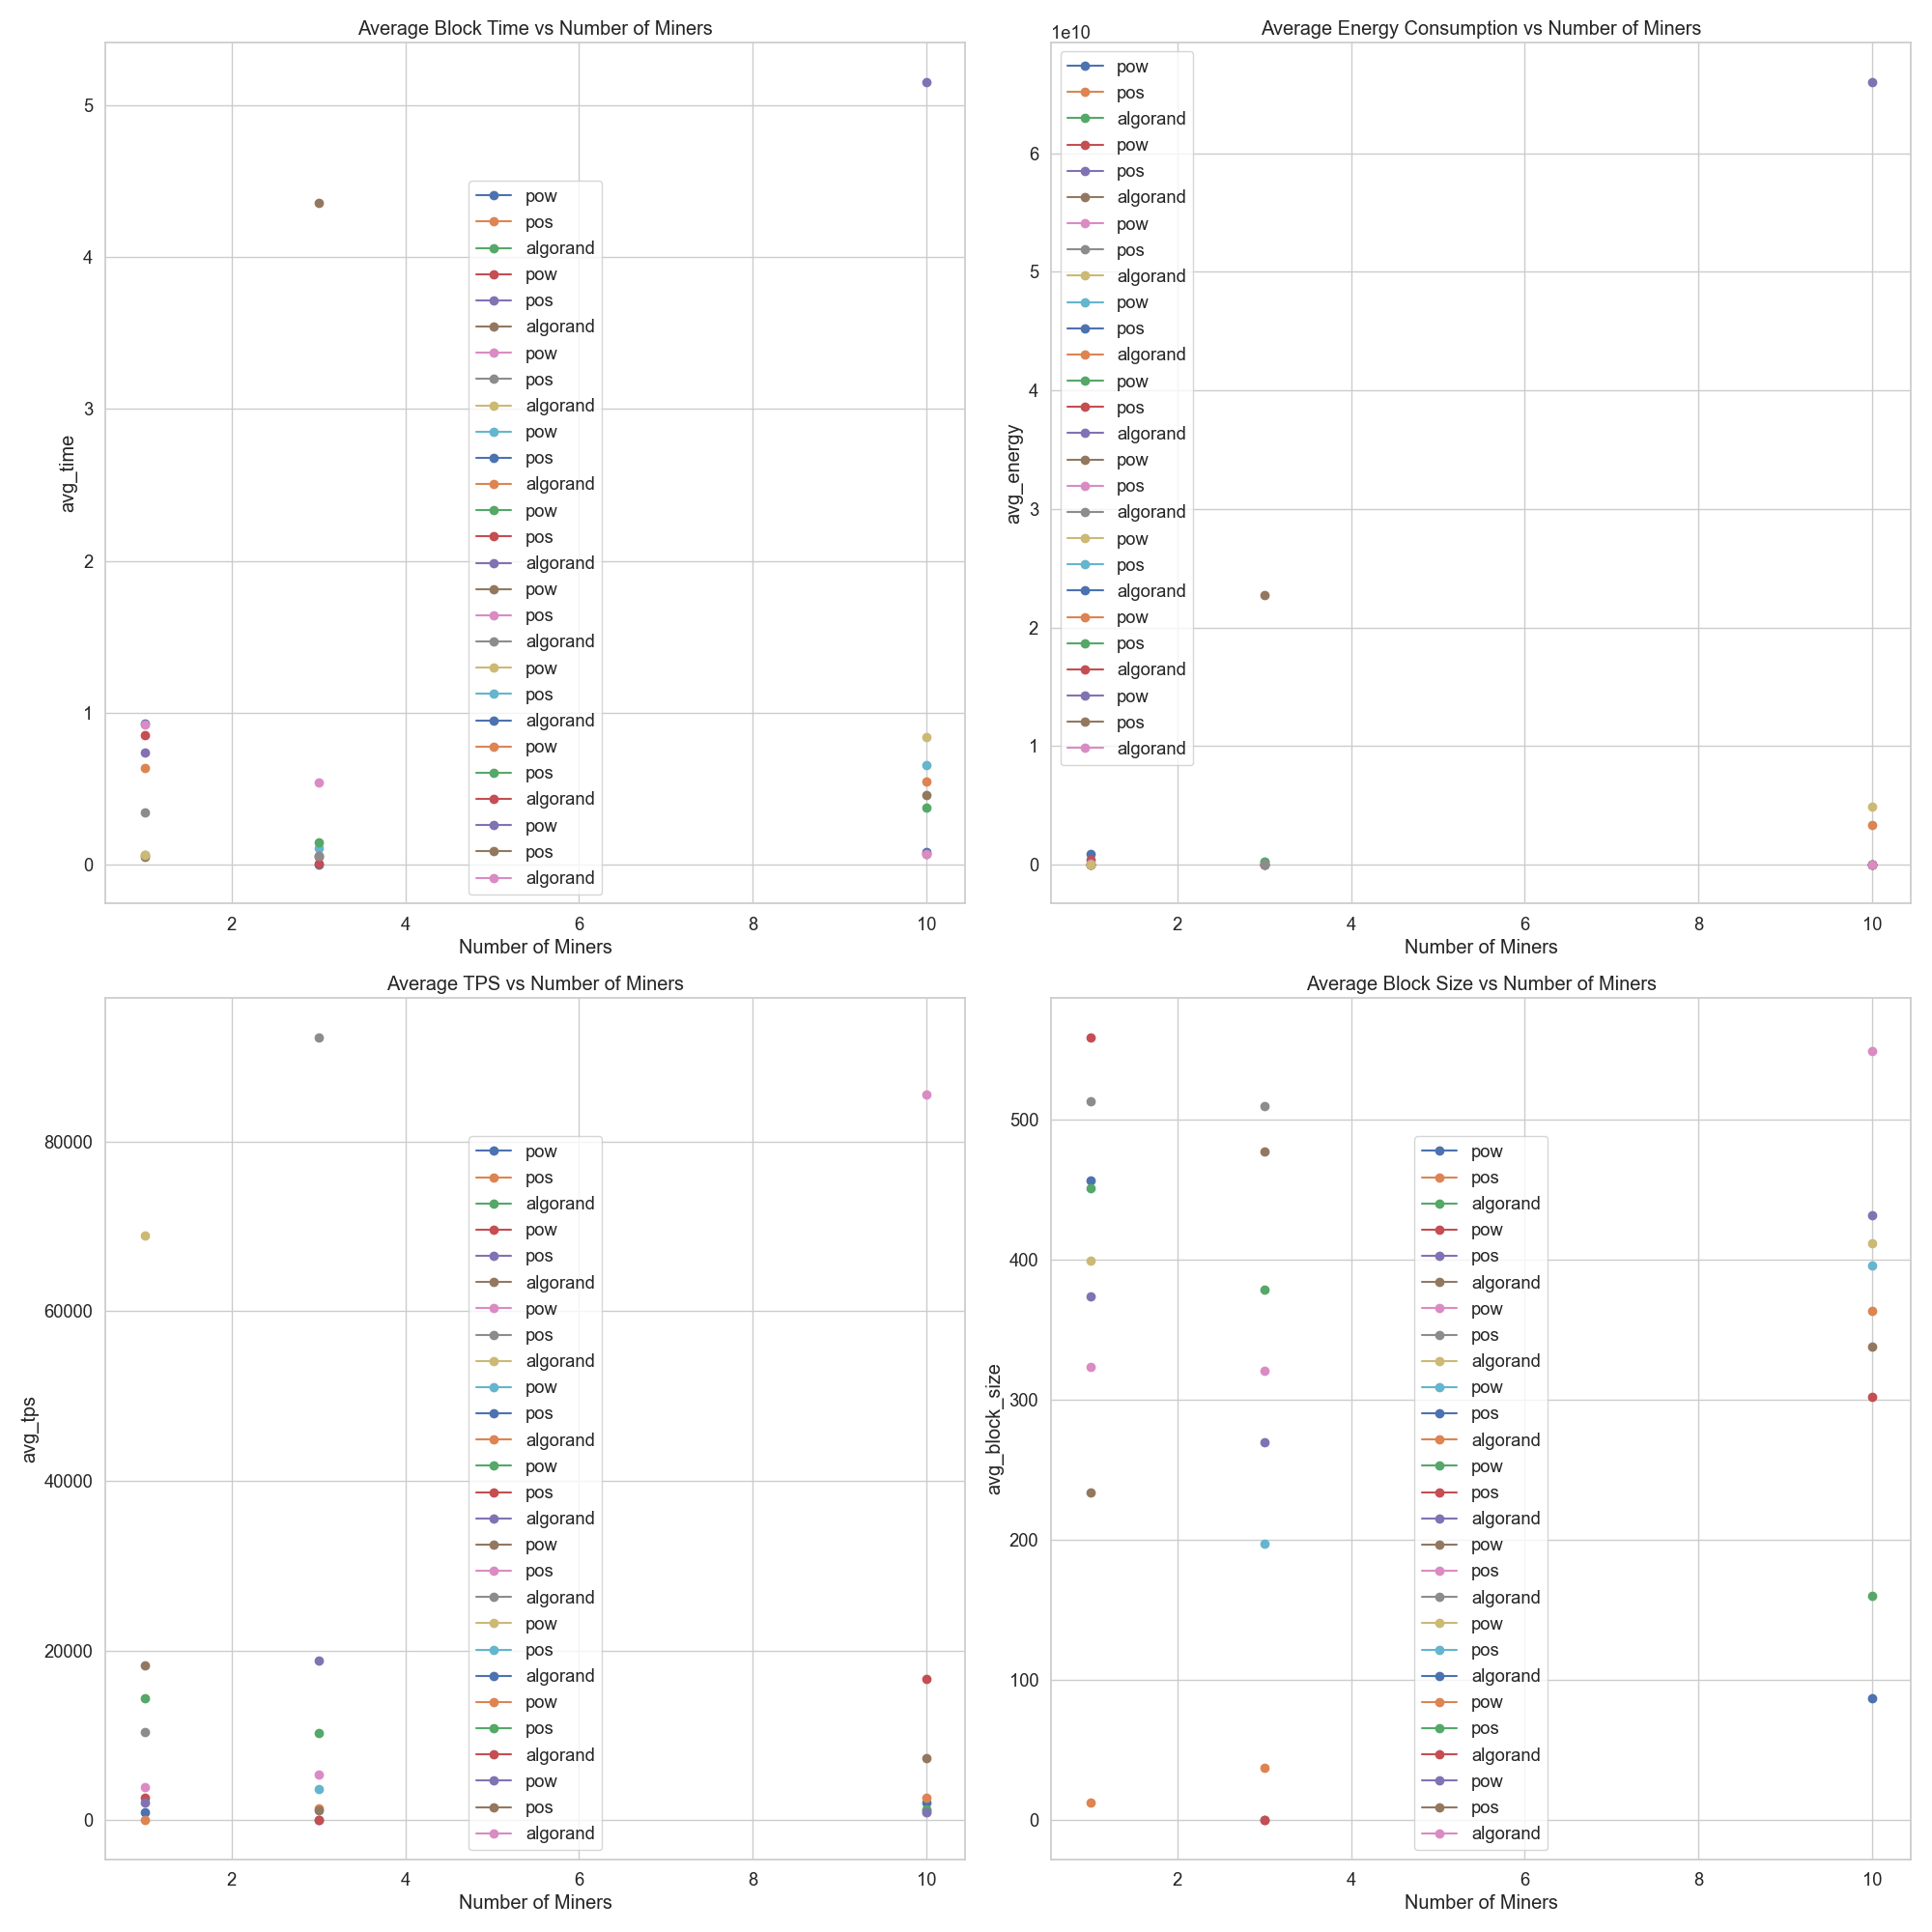 Average Block Time vs Number of Miners
avg_time
5
4
3
2
1
0
pow
pos
algorand
pow
pos
algorand
pow
pos
algorand
pow
pos
algorand
pow
pos
algorand
pow
pos
algorand
pow
pos
algorand
pow
pos
algorand
pow
pos
algorand
2
4
6
8
10
Number of Miners
Average Energy Consumption vs Number of Miners
1e10
avg_energy
6
5
4
3
2
1
0
pow
pos
algorand
pow
pos
algorand
pow
pos
algorand
pow
pos
algorand
pow
pos
algorand
pow
pos
algorand
pow
pos
algorand
pow
pos
algorand
pow
pos
algorand
2
4
6
8
10
Number of Miners
Average TPS vs Number of Miners
avg_tps
80000
60000
40000
20000
0
pow
pos
algorand
pow
pos
algorand
pow
pos
algorand
pow
pos
algorand
pow
pos
algorand
pow
pos
algorand
pow
pos
algorand
pow
pos
algorand
pow
pos
algorand
2
4
6
8
10
Number of Miners
Average Block Size vs Number of Miners
avg_block_size
500
400
300
200
100
0
pow
pos
algorand
pow
pos
algorand
pow
pos
algorand
pow
pos
algorand
pow
pos
algorand
pow
pos
algorand
pow
pos
algorand
pow
pos
algorand
pow
pos
algorand
2
4
6
8
10
Number of Miners